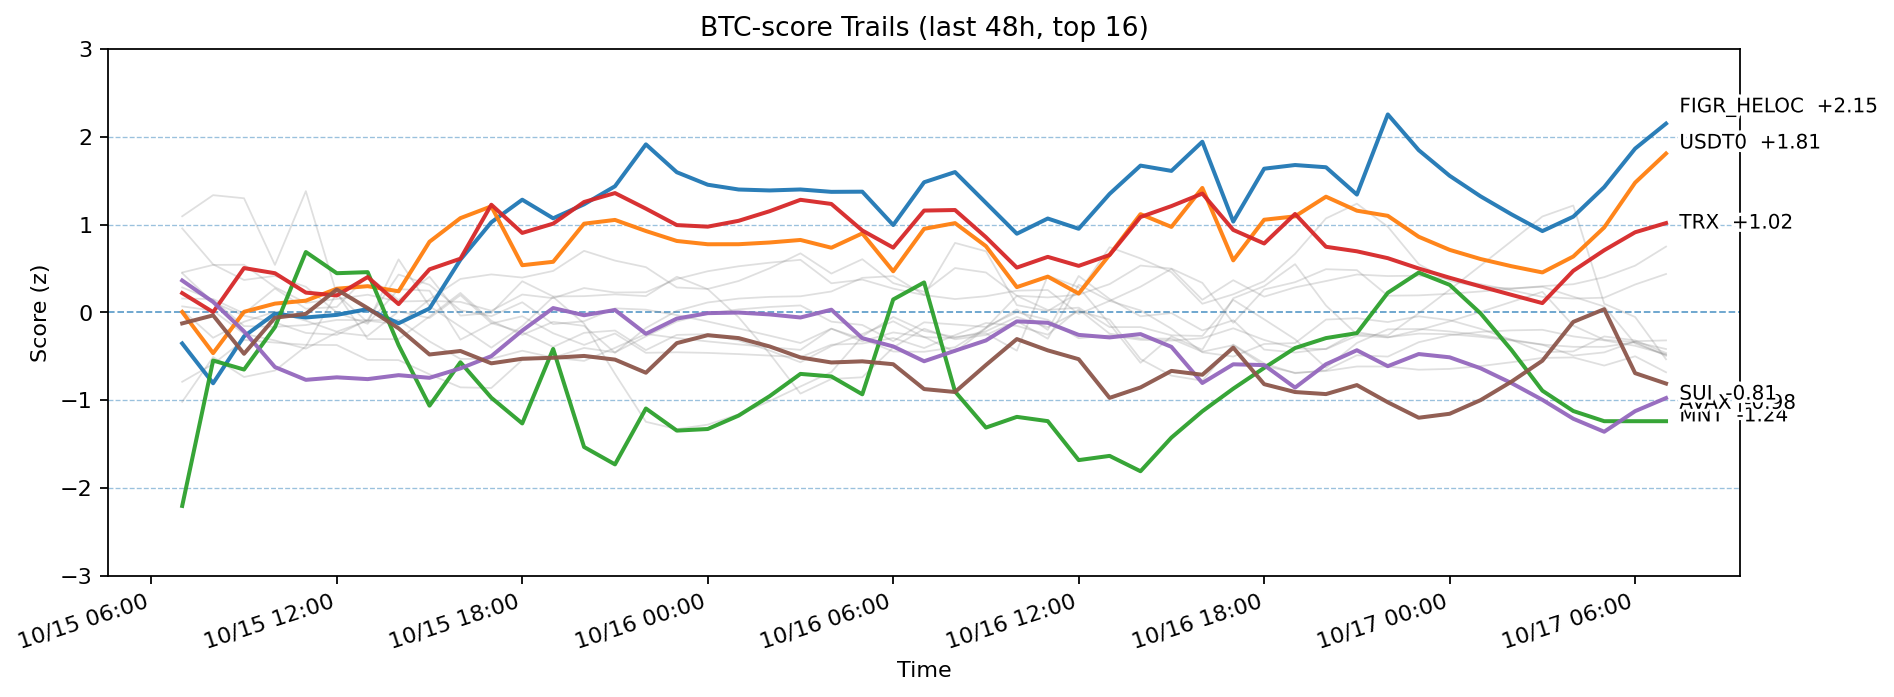 BTC-score Trails (last 48h, top 16)
3
2
1
0
−1
−2
−3
Score (z)
FIGR_HELOC +2.15
USDT0 +1.81
TRX +1.02
SUI -0.81
AVAX -0.98
MNT -1.24
10/15 06:00
10/15 12:00
10/15 18:00
10/16 00:00
10/16 06:00
10/16 12:00
10/16 18:00
10/17 00:00
10/17 06:00
Time